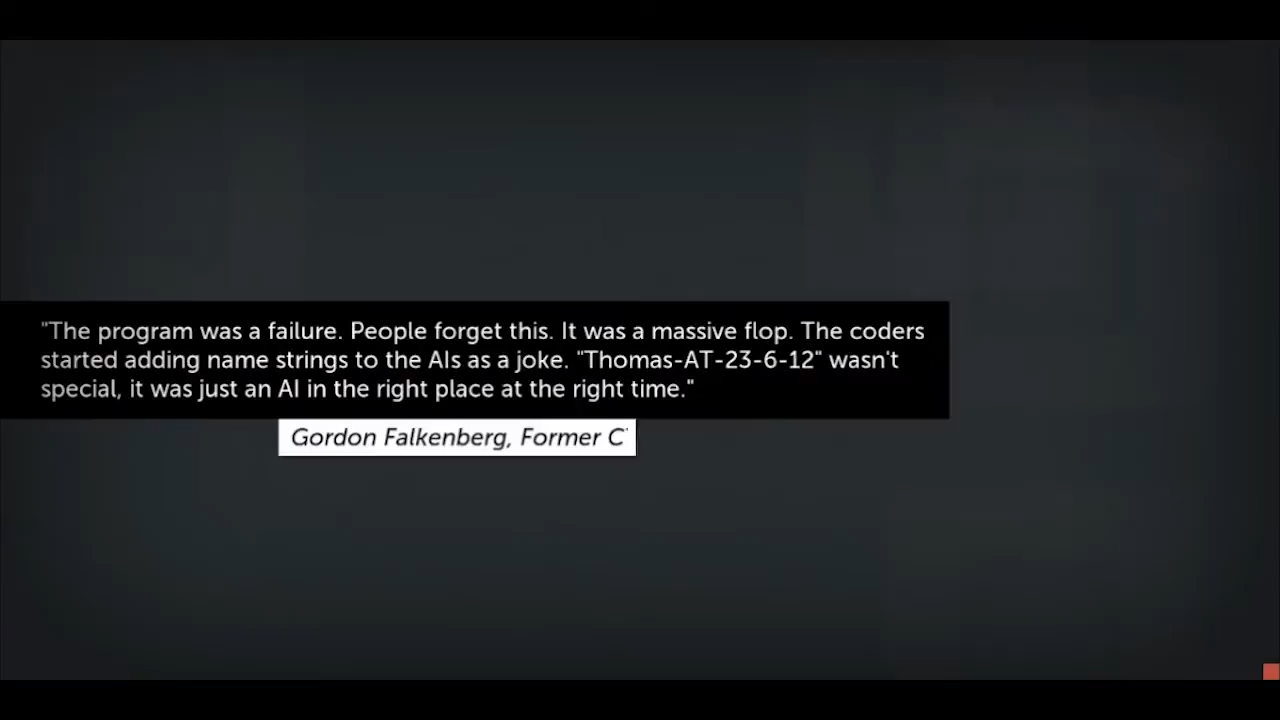 "The program was a failure. People forget this. It was a massive flop. The coders
started adding name strings to the AIs as a joke. "Thomas-AT-23-6-12" wasn't
special, it was just an AI in the right place at the right time."
Gordon Falkenberg, Former C